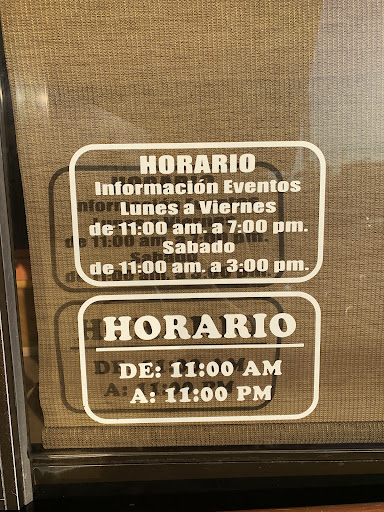 HORARIO
Información Eventos
Lunes a Viernes
de 11:00 am. a 7:00 pm.
Sabado
de 11:00 am. a 3:00 pm.
HORARIO
DE: 11:00 AM
A: 11:00 PM